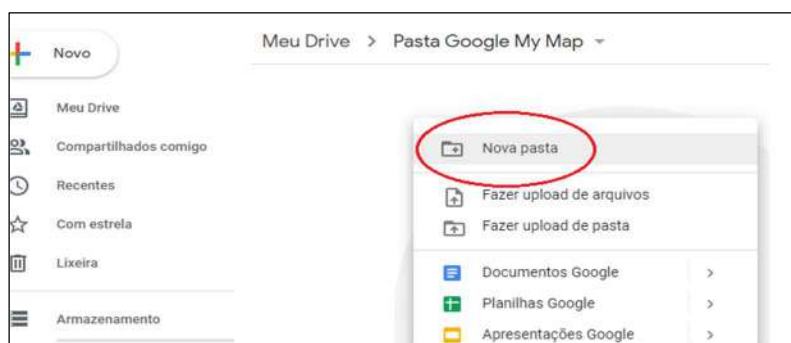 Novo
Meu Drive > Pasta Google My Map
Meu Drive
Compartilhados comigo
Recentes
Com estrela
Lixeira
Armazenamento
Nova pasta
Fazer upload de arquivos
Fazer upload de pasta
Documentos Google
Planilhas Google
Apresentações Google